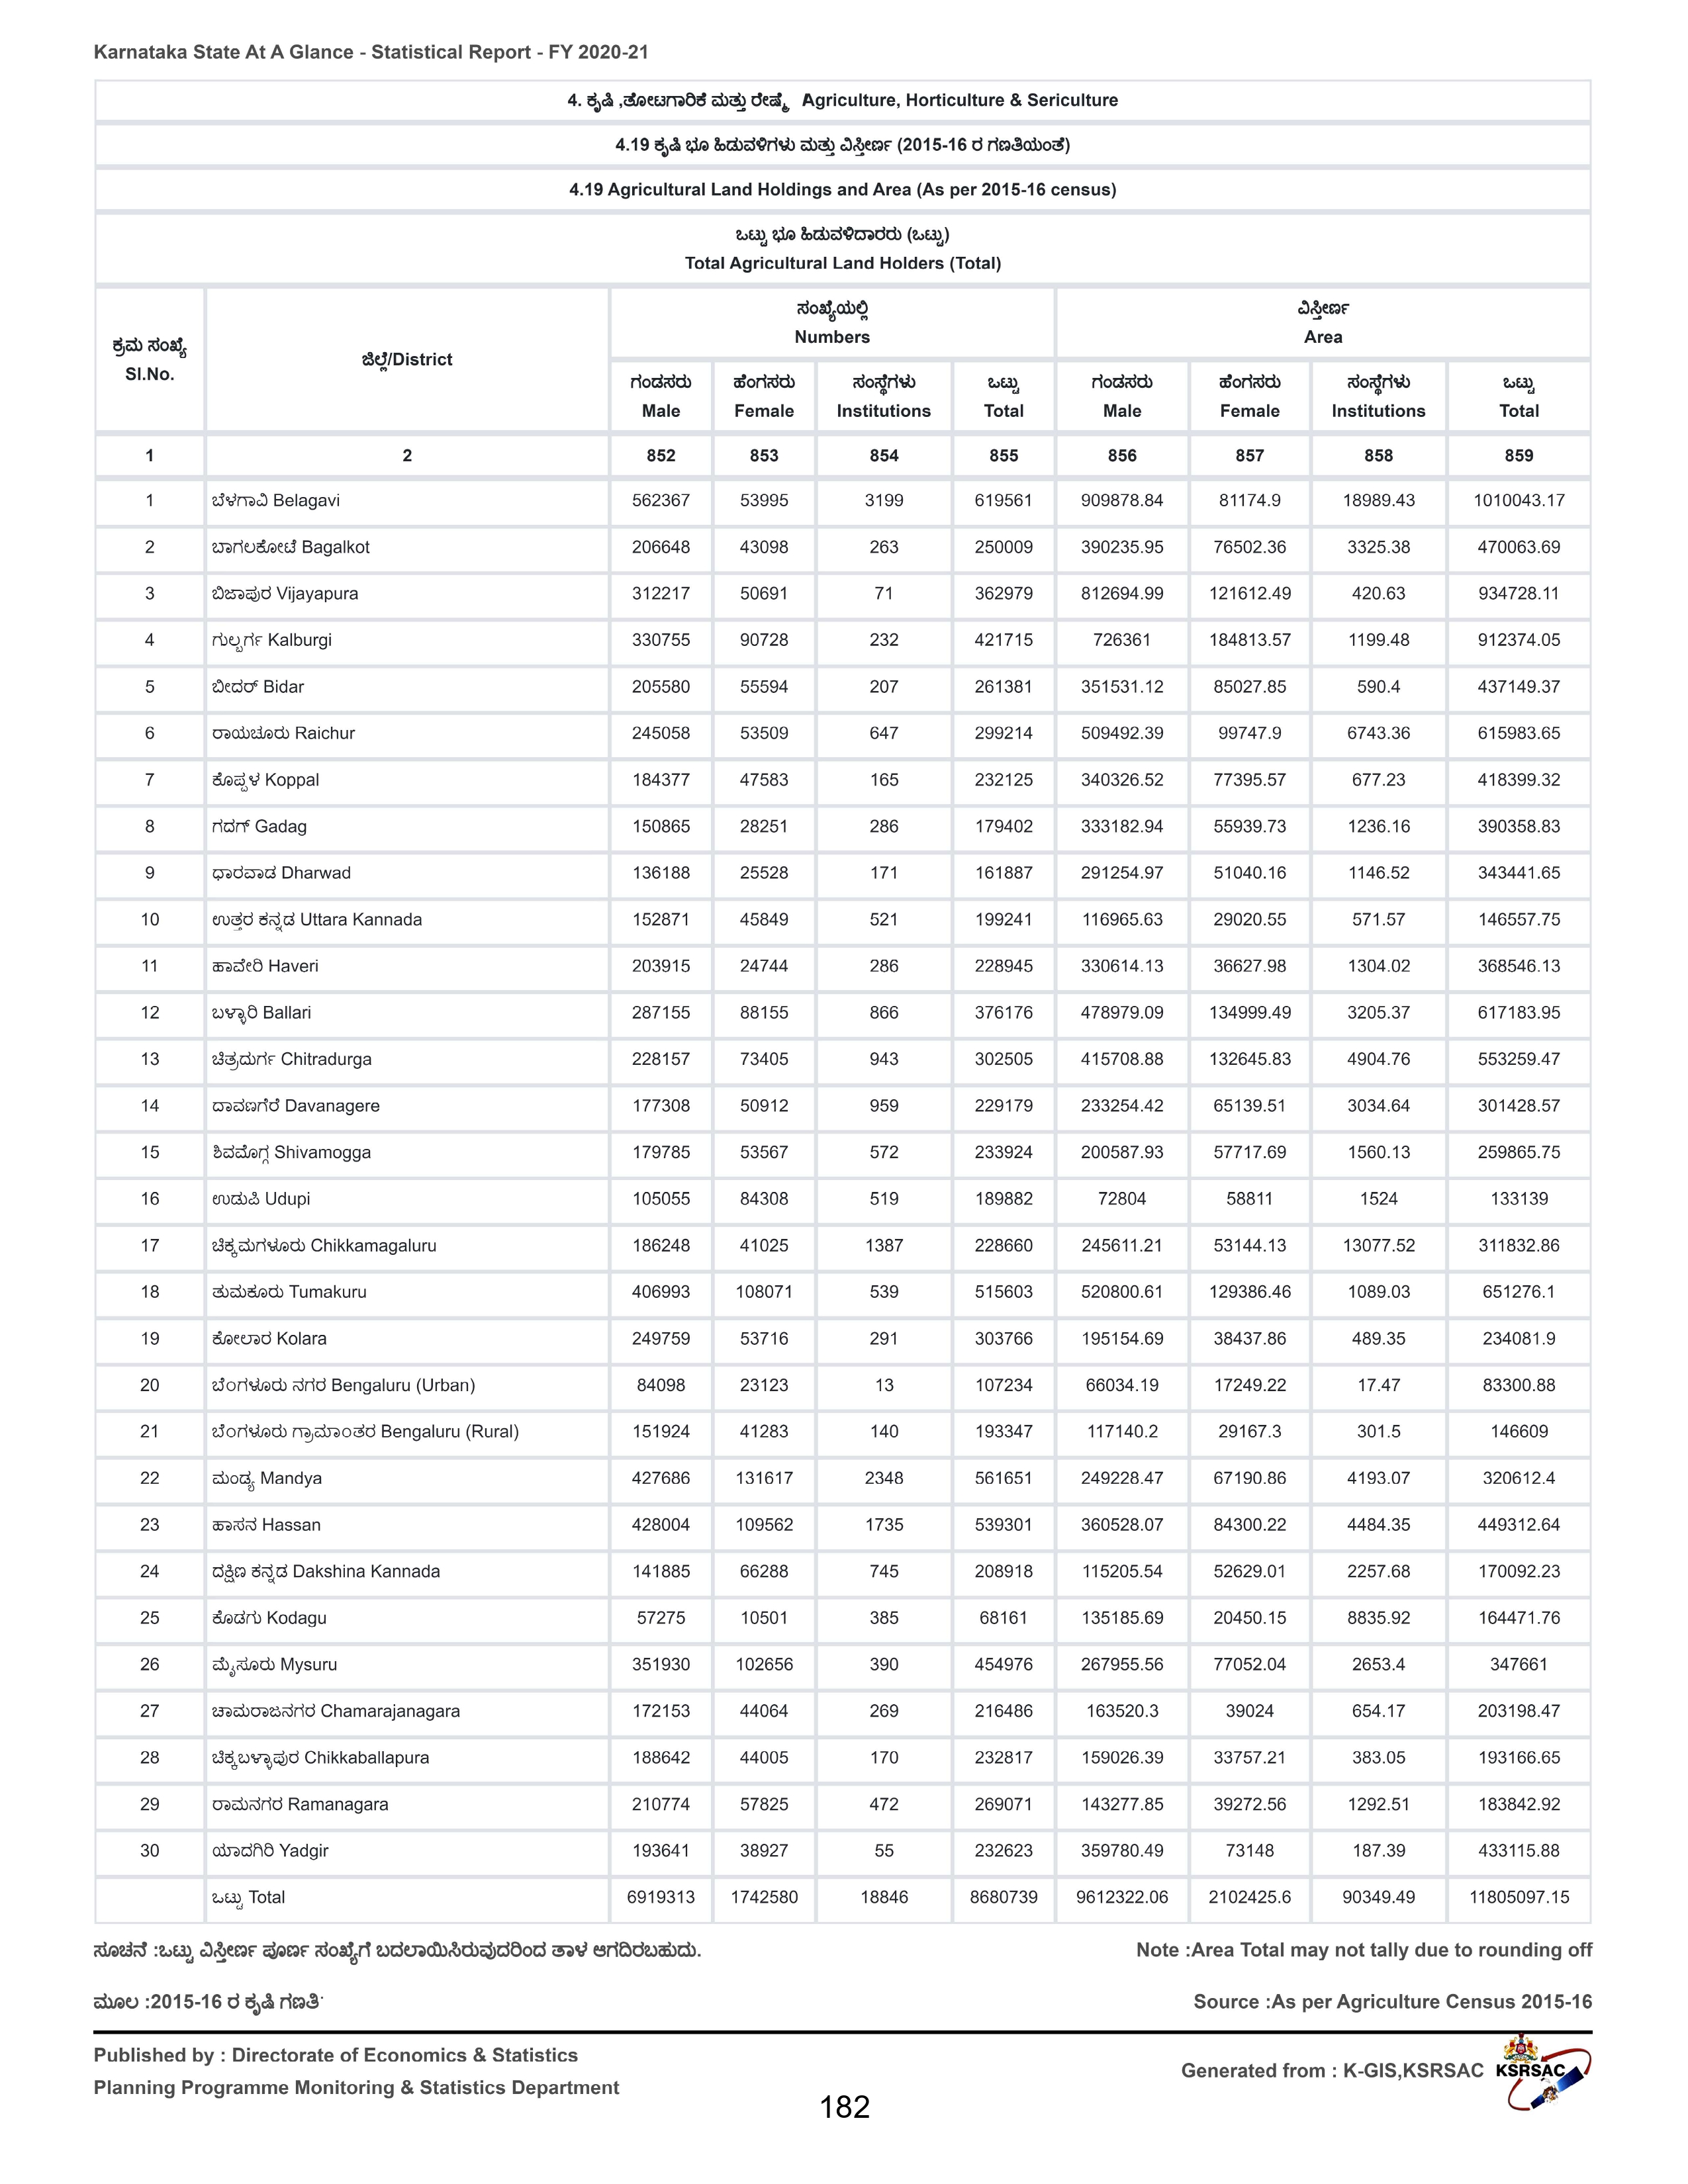 Karnataka State At A Glance - Statistical Report - FY 2020-21
4. ಕೃಷಿ ,ತೋಟಗಾರಿಕೆ ಮತ್ತು ರೇಷ್ಮೆ Agriculture, Horticulture & Sericulture
4.19 ಕೃಷಿ ಭೂ ಹಿಡುವಳಿಗಳು ಮತ್ತು ವಿಸ್ತೀರ್ಣ (2015-16 ರ ಗಣತಿಯಂತೆ)
4.19 Agricultural Land Holdings and Area (As per 2015-16 census)
ಒಟ್ಟು ಭೂ ಹಿಡುವಳಿದಾರರು (ಒಟ್ಟು)
Total Agricultural Land Holders (Total)
ಕ್ರಮ ಸಂಖ್ಯೆ Sl.No. ಜಿಲ್ಲೆ/District ಸಂಖ್ಯೆಯಲ್ಲಿ Numbers ವಿಸ್ತೀರ್ಣ Area
ಗಂಡಸರು ಹೆಂಗಸರು ಸಂಸ್ಥೆಗಳು ಒಟ್ಟು ಗಂಡಸರು ಹೆಂಗಸರು ಸಂಸ್ಥೆಗಳು ಒಟ್ಟು
Male Female Institutions Total Male Female Institutions Total
1 2 852 853 854 855 856 857 858 859
1 ಬೆಳಗಾವಿ Belagavi 562367 53995 3199 619561 909878.84 81174.9 18989.43 1010043.17
2 ಬಾಗಲಕೋಟೆ Bagalkot 206648 43098 263 250009 390235.95 76502.36 3325.38 470063.69
3 ಬಿಜಾಪುರ Vijayapura 312217 50691 71 362979 812694.99 121612.49 420.63 934728.11
4 ಗುಲ್ಬರ್ಗ Kalburgi 330755 90728 232 421715 726361 184813.57 1199.48 912374.05
5 ಬೀದರ್ Bidar 205580 55594 207 261381 351531.12 85027.85 590.4 437149.37
6 ರಾಯಚೂರು Raichur 245058 53509 647 299214 509492.39 99747.9 6743.36 615983.65
7 ಕೊಪ್ಪಳ Koppal 184377 47583 165 232125 340326.52 77395.57 677.23 418399.32
8 ಗದಗ್ Gadag 150865 28251 286 179402 333182.94 55939.73 1236.16 390358.83
9 ಧಾರವಾಡ Dharwad 136188 25528 171 161887 291254.97 51040.16 1146.52 343441.65
10 ಉತ್ತರ ಕನ್ನಡ Uttara Kannada 152871 45849 521 199241 116965.63 29020.55 571.57 146557.75
11 ಹಾವೇರಿ Haveri 203915 24744 286 228945 330614.13 36627.98 1304.02 368546.13
12 ಬಳ್ಳಾರಿ Ballari 287155 88155 866 376176 478979.09 134999.49 3205.37 617183.95
13 ಚಿತ್ರದುರ್ಗ Chitradurga 228157 73405 943 302505 415708.88 132645.83 4904.76 553259.47
14 ದಾವಣಗೆರೆ Davanagere 177308 50912 959 229179 233254.42 65139.51 3034.64 301428.57
15 ಶಿವಮೊಗ್ಗ Shivamogga 179785 53567 572 233924 200587.93 57717.69 1560.13 259865.75
16 ಉಡುಪಿ Udupi 105055 84308 519 189882 72804 58811 1524 133139
17 ಚಿಕ್ಕಮಗಳೂರು Chikkamagaluru 186248 41025 1387 228660 245611.21 53144.13 13077.52 311832.86
18 ತುಮಕೂರು Tumakuru 406993 108071 539 515603 520800.61 129386.46 1089.03 651276.1
19 ಕೋಲಾರ Kolara 249759 53716 291 303766 195154.69 38437.86 489.35 234081.9
20 ಬೆಂಗಳೂರು ನಗರ Bengaluru (Urban) 84098 23123 13 107234 66034.19 17249.22 17.47 83300.88
21 ಬೆಂಗಳೂರು ಗ್ರಾಮಾಂತರ Bengaluru (Rural) 151924 41283 140 193347 117140.2 29167.3 301.5 146609
22 ಮಂಡ್ಯ Mandya 427686 131617 2348 561651 249228.47 67190.86 4193.07 320612.4
23 ಹಾಸನ Hassan 428004 109562 1735 539301 360528.07 84300.22 4484.35 449312.64
24 ದಕ್ಷಿಣ ಕನ್ನಡ Dakshina Kannada 141885 66288 745 208918 115205.54 52629.01 2257.68 170092.23
25 ಕೊಡಗು Kodagu 57275 10501 385 68161 135185.69 20450.15 8835.92 164471.76
26 ಮೈಸೂರು Mysuru 351930 102656 390 454976 267955.56 77052.04 2653.4 347661
27 ಚಾಮರಾಜನಗರ Chamarajanagara 172153 44064 269 216486 163520.3 39024 654.17 203198.47
28 ಚಿಕ್ಕಬಳ್ಳಾಪುರ Chikkaballapura 188642 44005 170 232817 159026.39 33757.21 383.05 193166.65
29 ರಾಮನಗರ Ramanagara 210774 57825 472 269071 143277.85 39272.56 1292.51 183842.92
30 ಯಾದಗಿರಿ Yadgir 193641 38927 55 232623 359780.49 73148 187.39 433115.88
ಒಟ್ಟು Total 6919313 1742580 18846 8680739 9612322.06 2102425.6 90349.49 11805097.15
ಸೂಚನೆ :ಒಟ್ಟು ವಿಸ್ತೀರ್ಣ ಪೂರ್ಣ ಸಂಖ್ಯೆಗೆ ಬದಲಾಯಿಸಿರುವುದರಿಂದ ತಾಳ ಆಗದಿರಬಹುದು. Note :Area Total may not tally due to rounding off
ಮೂಲ :2015-16 ರ ಕೃಷಿ ಗಣತಿ Source :As per Agriculture Census 2015-16
Published by : Directorate of Economics & Statistics
Planning Programme Monitoring & Statistics Department
Generated from : K-GIS,KSRSAC KSRSAC
182